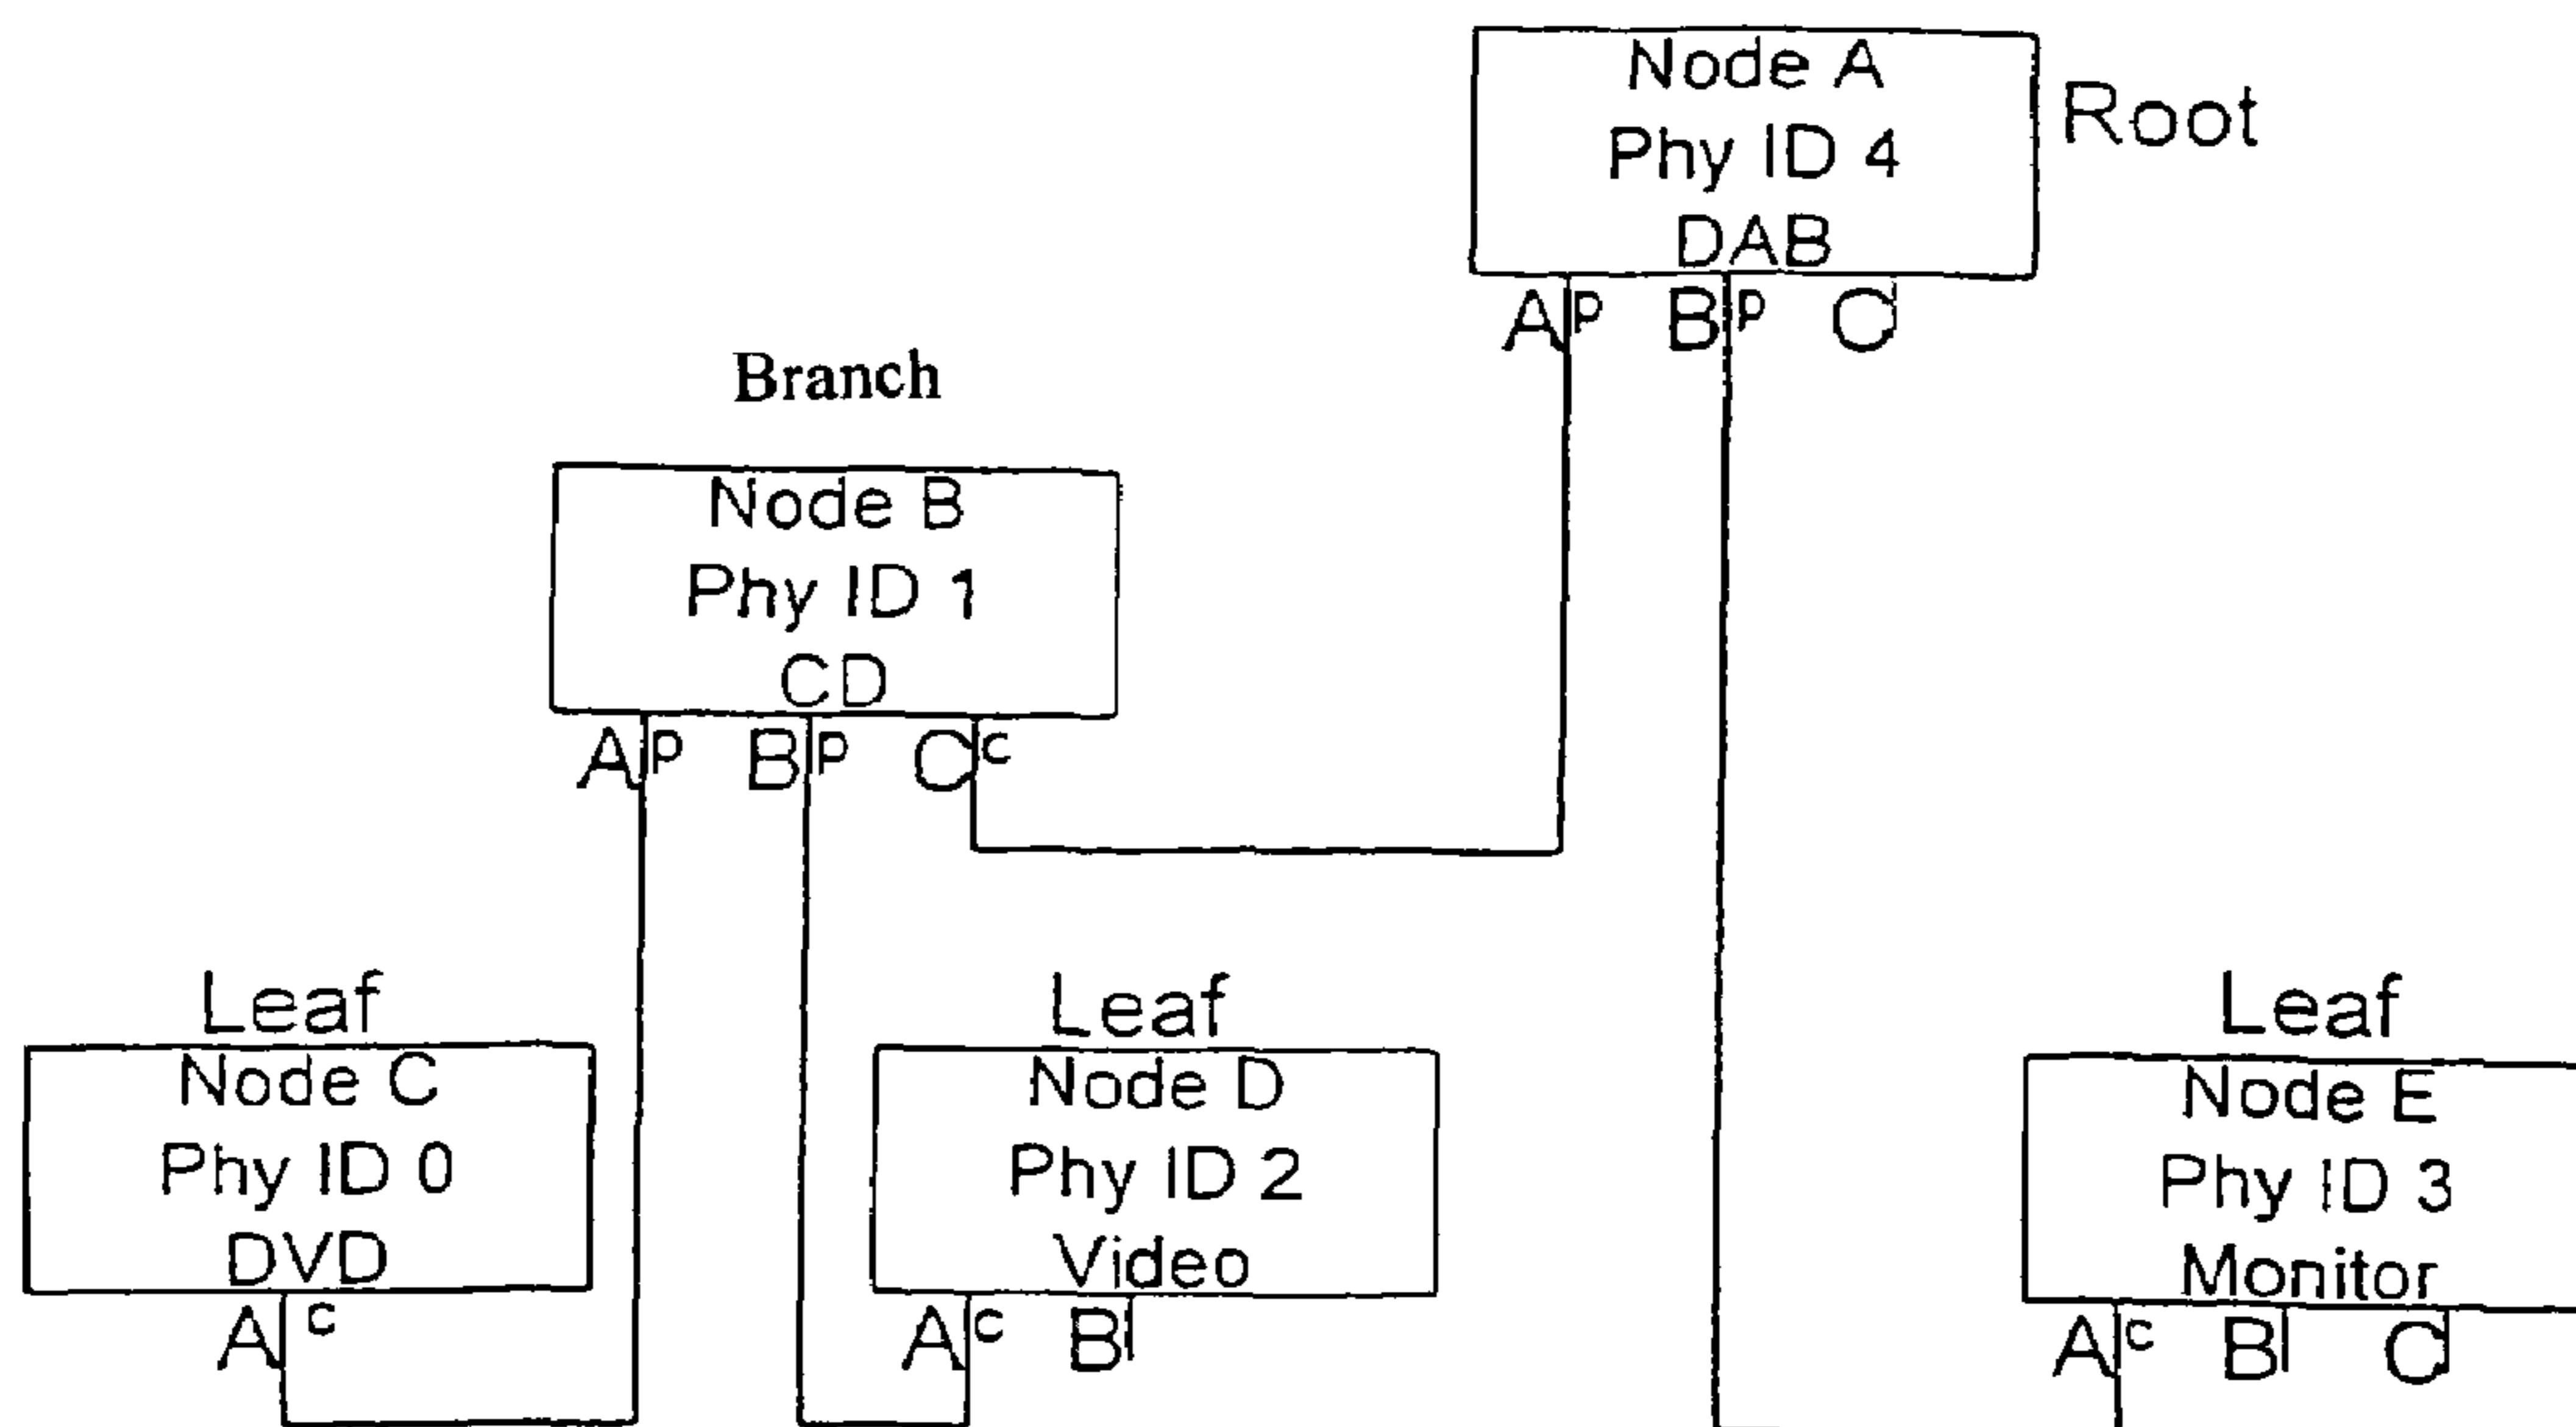 Node A
Phy ID 4
DAB
Root
A p B p C
Branch
Node B
Phy ID 1
CD
A p B p C c
Leaf
Node C
Phy ID 0
DVD
A c
Leaf
Node D
Phy ID 2
Video
A c B
Leaf
Node E
Phy ID 3
Monitor
A c B C